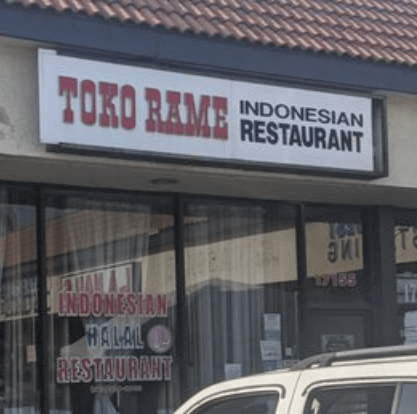 TOKO RAME INDONESIAN
RESTAURANT
INDONESIAN
HALAL
RESTAURANT
17155